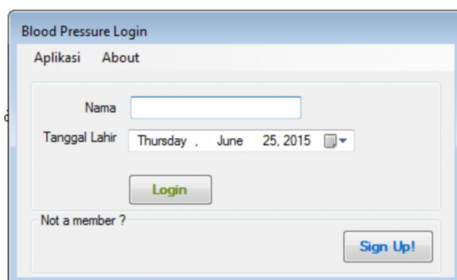 Blood Pressure Login
Aplikasi About
Nama
Tanggal Lahir Thursday , June 25, 2015
Login
Not a member ?
Sign Up!